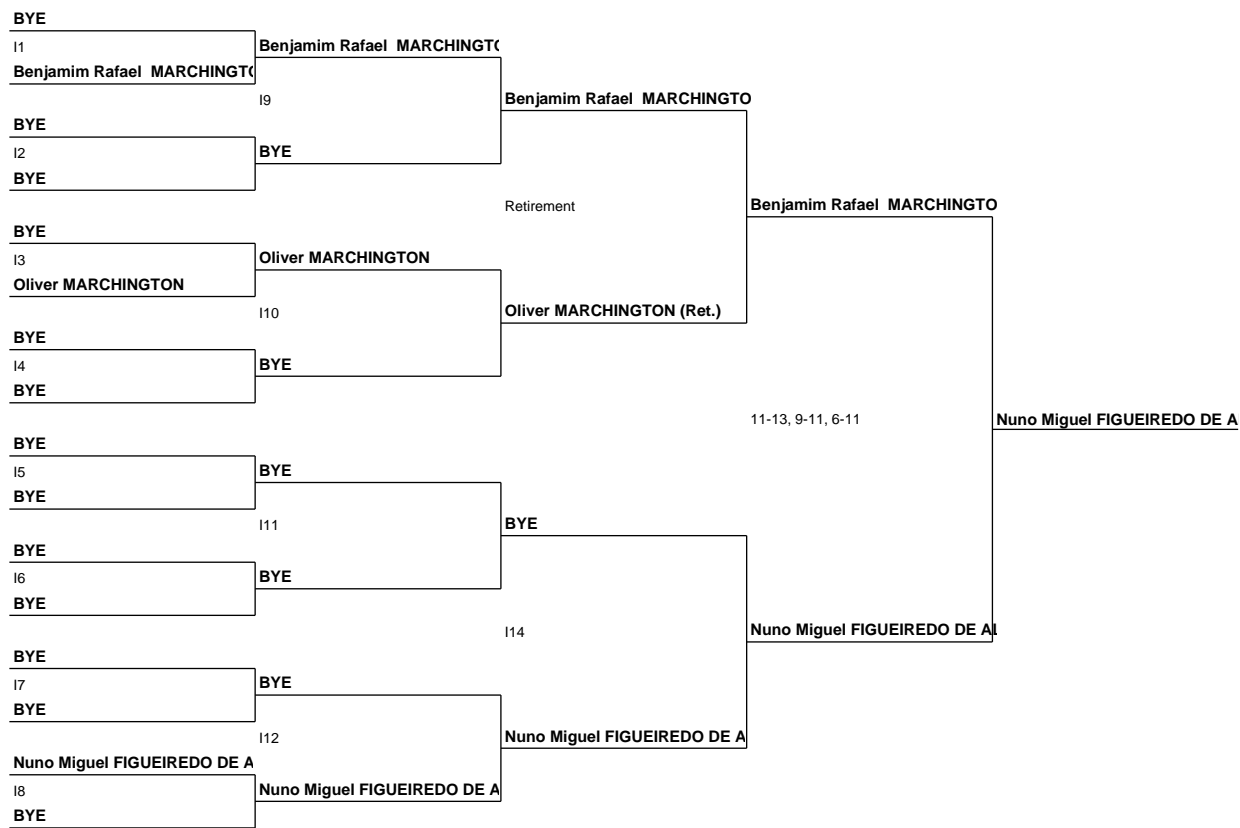 BYE
I1
Benjamim Rafael MARCHINGTO
BYE
I2
BYE
BYE
I3
Oliver MARCHINGTON
BYE
I4
BYE
BYE
I5
BYE
BYE
I6
BYE
BYE
I7
BYE
Nuno Miguel FIGUEIREDO DE A
I8
BYE
Benjamim Rafael MARCHINGTO
I9
BYE
Oliver MARCHINGTON
I10
BYE
BYE
I11
BYE
BYE
I12
Nuno Miguel FIGUEIREDO DE A
Benjamim Rafael MARCHINGTO
Retirement
Oliver MARCHINGTON (Ret.)
BYE
I14
Nuno Miguel FIGUEIREDO DE A
Benjamim Rafael MARCHINGTO
11-13, 9-11, 6-11
Nuno Miguel FIGUEIREDO DE AL
Nuno Miguel FIGUEIREDO DE A